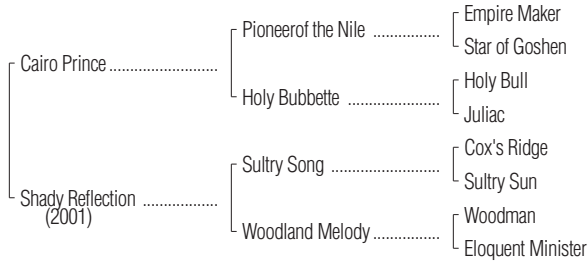 Empire Maker
Pioneerof the Nile ....................
Star of Goshen
Cairo Prince ...........................
Holy Bull
Holy Bubbette .......................
Juliac
Cox's Ridge
Sultry Song ...........................
Sultry Sun
Shady Reflection ..................
(2001)
Woodman
Woodland Melody ................
Eloquent Minister